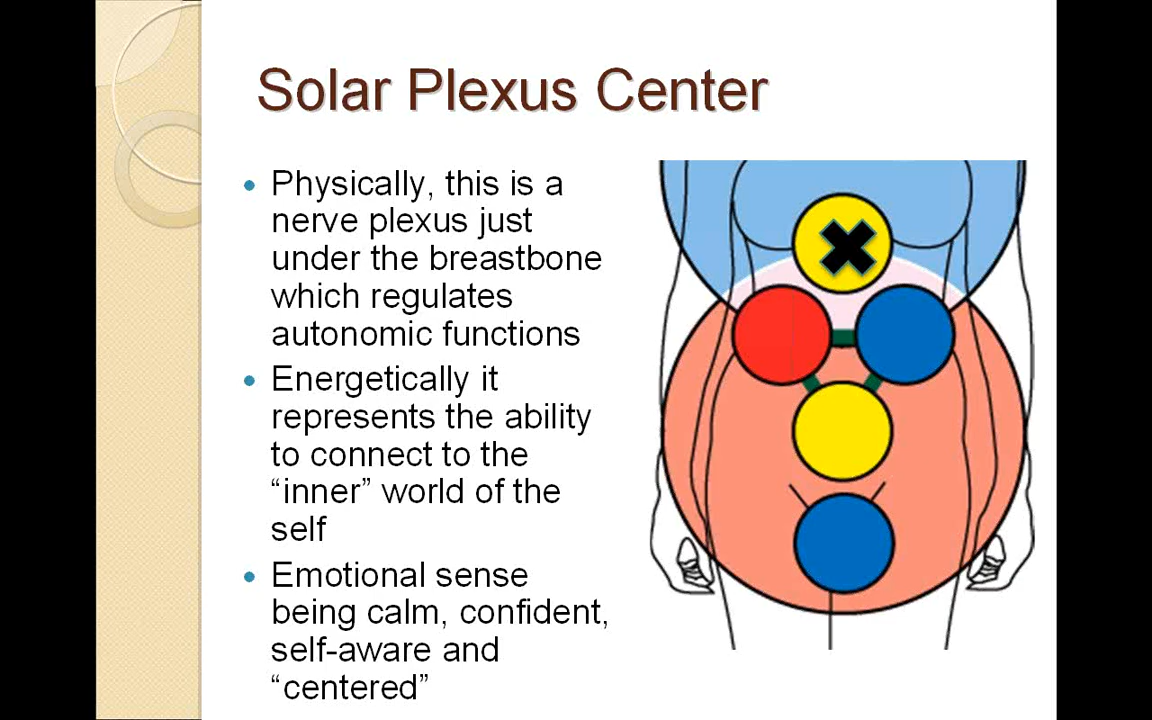 Solar Plexus Center
• Physically, this is a
nerve plexus just
under the breastbone
which regulates
autonomic functions
• Energetically it
represents the ability
to connect to the
“inner” world of the
self
• Emotional sense
being calm, confident,
self-aware and
“centered”